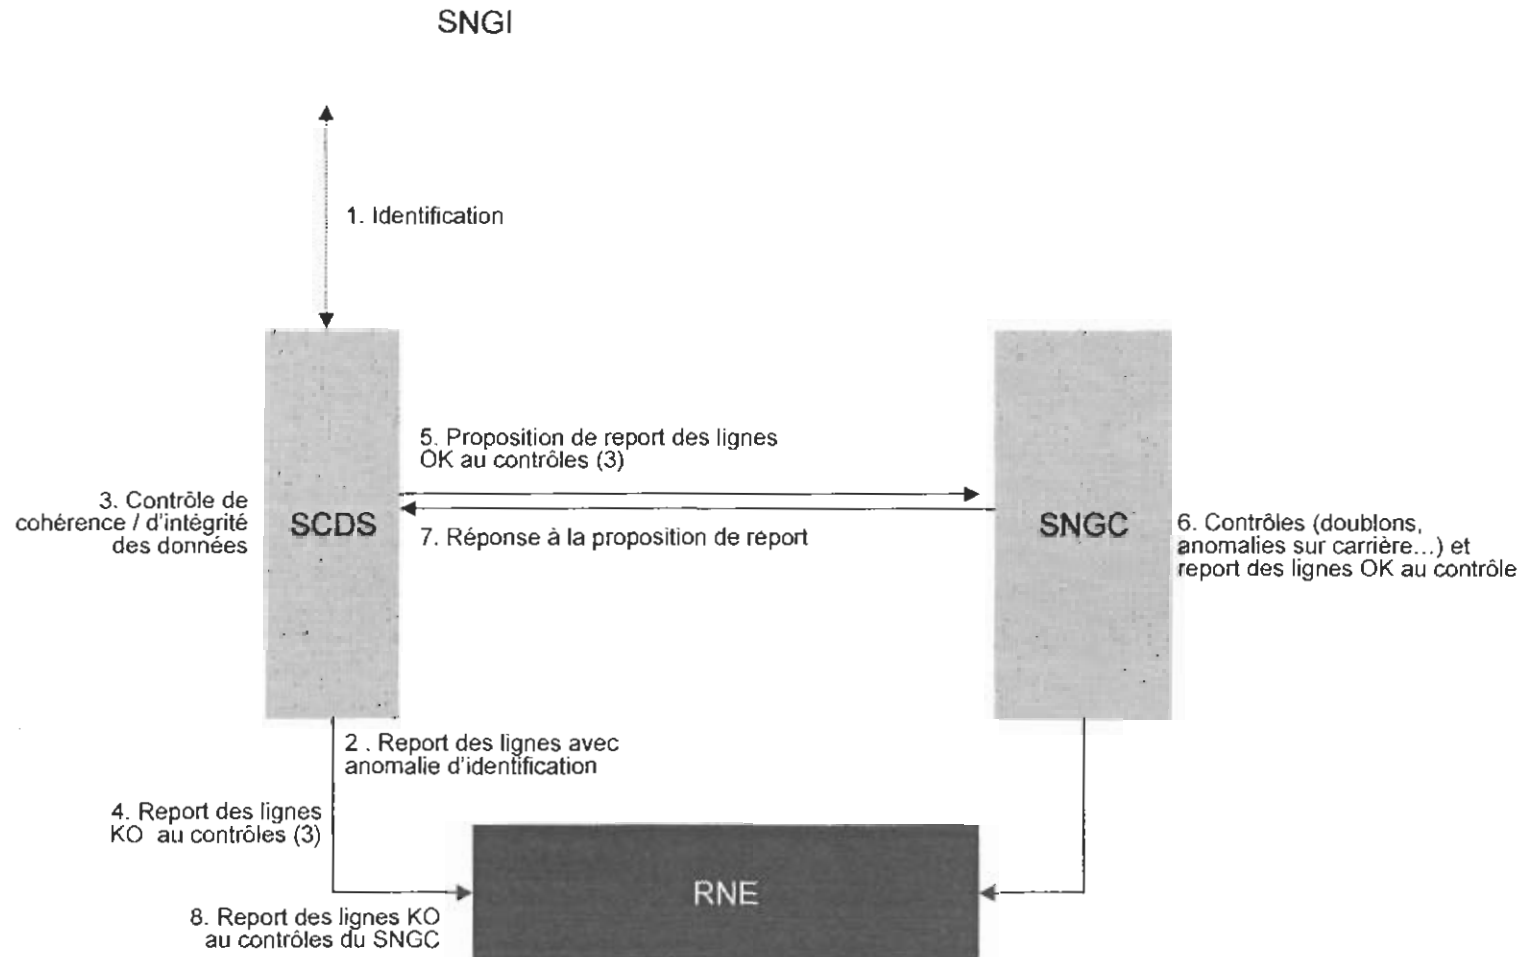 SNGI
1. Identification
5. Proposition de report des lignes
OK au contrôles (3)
3. Contrôle de
cohérence / d'intégrité
des données
SCDS
7. Réponse à la proposition de report
SNGC
6. Contrôles (doublons,
anomalies sur carrière...) et
report des lignes OK au contrôle
2 . Report des lignes avec
anomalie d'identification
4. Report des lignes
KO au contrôles (3)
RNE
8. Report des lignes KO
au contrôles du SNGC